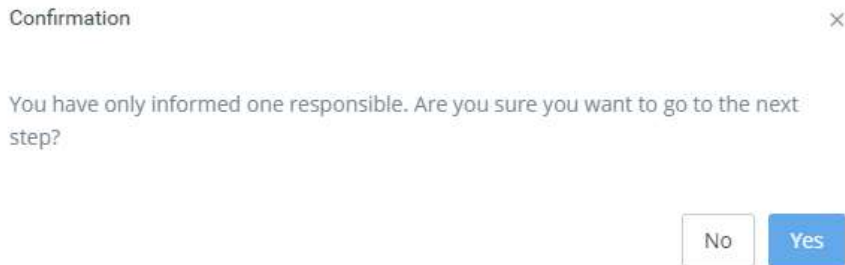 Confirmation
You have only informed one responsible. Are you sure you want to go to the next
step?
No
Yes